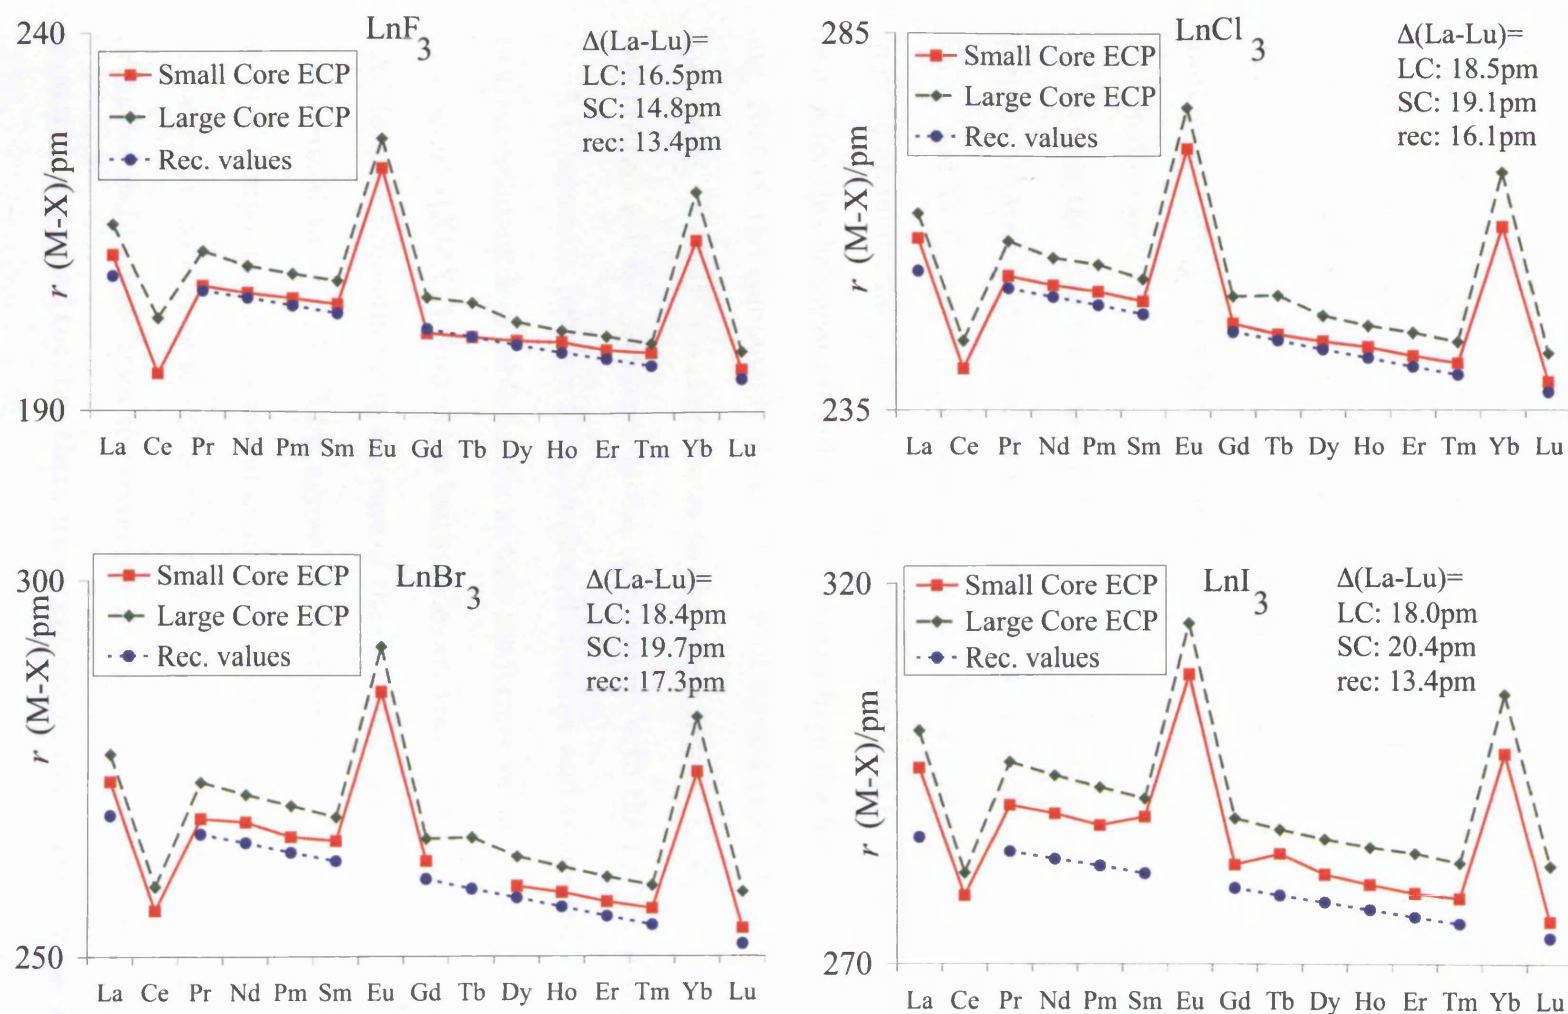 LnF3
240
190
r (M-X)/pm
Small Core ECP
Large Core ECP
Rec. values
Δ(La-Lu)=
LC: 16.5pm
SC: 14.8pm
rec: 13.4pm
La Ce Pr Nd Pm Sm Eu Gd Tb Dy Ho Er Tm Yb Lu
LnCl3
285
235
r (M-X)/pm
Small Core ECP
Large Core ECP
Rec. values
Δ(La-Lu)=
LC: 18.5pm
SC: 19.1pm
rec: 16.1pm
La Ce Pr Nd Pm Sm Eu Gd Tb Dy Ho Er Tm Yb Lu
LnBr3
300
250
r (M-X)/pm
Small Core ECP
Large Core ECP
Rec. values
Δ(La-Lu)=
LC: 18.4pm
SC: 19.7pm
rec: 17.3pm
La Ce Pr Nd Pm Sm Eu Gd Tb Dy Ho Er Tm Yb Lu
LnI3
320
270
r (M-X)/pm
Small Core ECP
Large Core ECP
Rec. values
Δ(La-Lu)=
LC: 18.0pm
SC: 20.4pm
rec: 13.4pm
La Ce Pr Nd Pm Sm Eu Gd Tb Dy Ho Er Tm Yb Lu